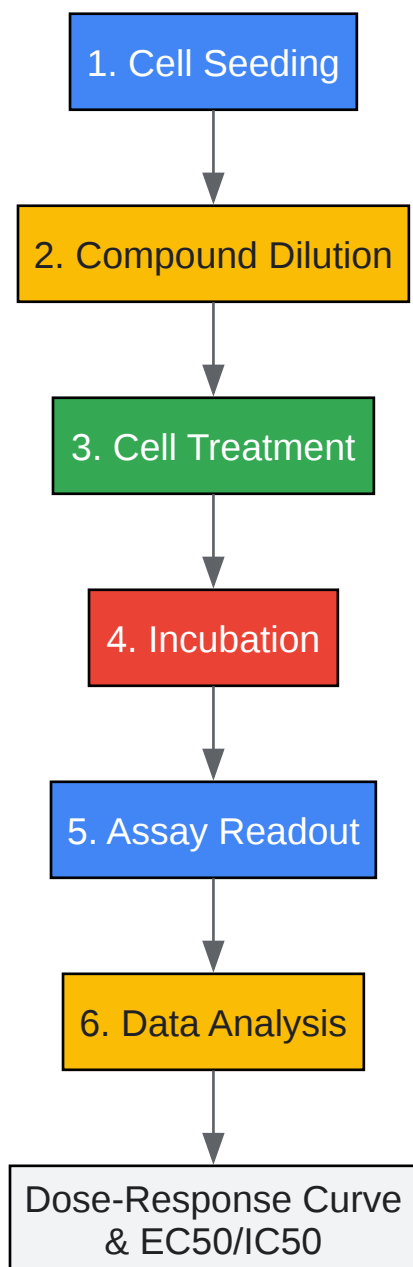 1. Cell Seeding
2. Compound Dilution
3. Cell Treatment
4. Incubation
5. Assay Readout
6. Data Analysis
Dose-Response Curve
& EC50/IC50